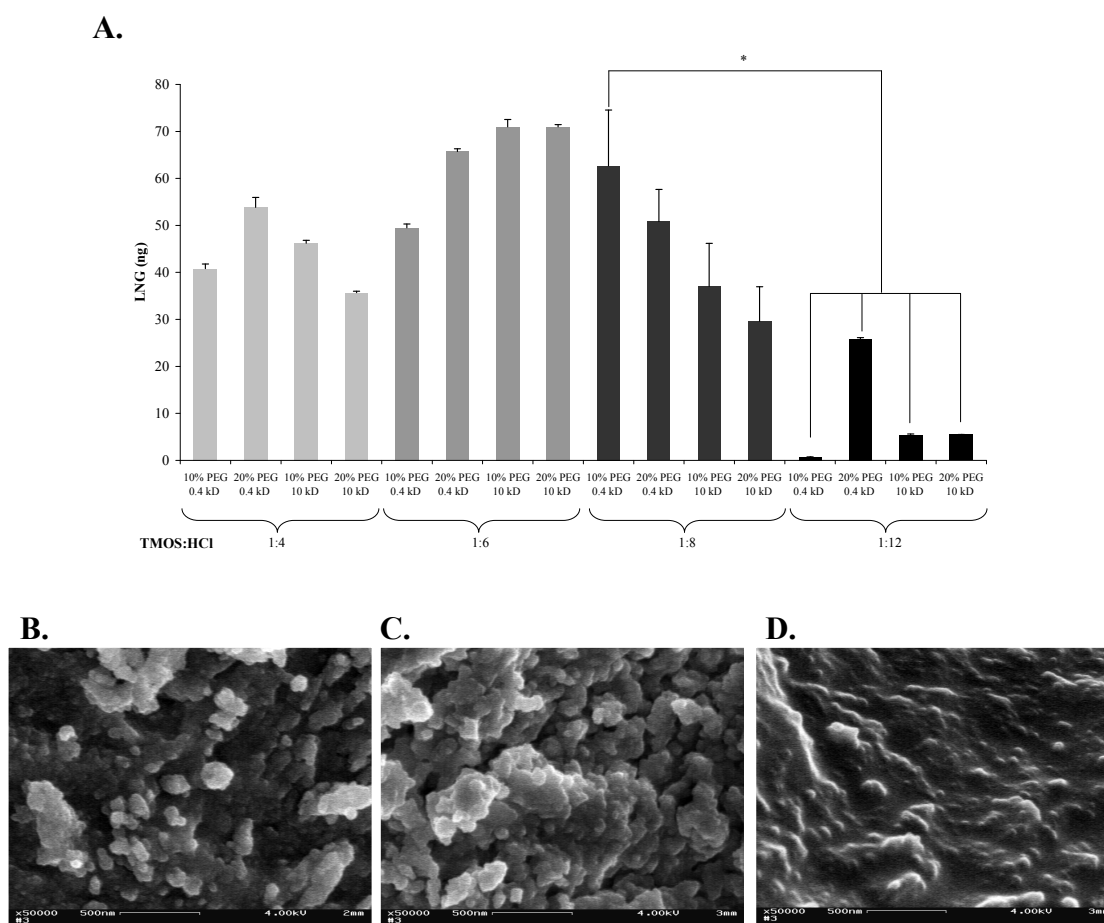 A.
*
80
70
60
50
40
30
20
10
0
LNG (ng)
10% PEG 20% PEG 10% PEG 20% PEG 10% PEG 20% PEG 10% PEG 20% PEG 10% PEG 20% PEG 10% PEG 20% PEG 10% PEG 20% PEG 10% PEG 20% PEG
0.4 kD 0.4 kD 10 kD 10 kD 0.4 kD 0.4 kD 10 kD 10 kD 0.4 kD 0.4 kD 10 kD 10 kD 0.4 kD 0.4 kD 10 kD 10 kD
TMOS:HCl 1:4 1:6 1:8 1:12
B. C. D.
x50000 500nm 4.00kV 2mm
#3
x50000 500nm 4.00kV 3mm
#3
x50000 500nm 4.00kV 3mm
#3